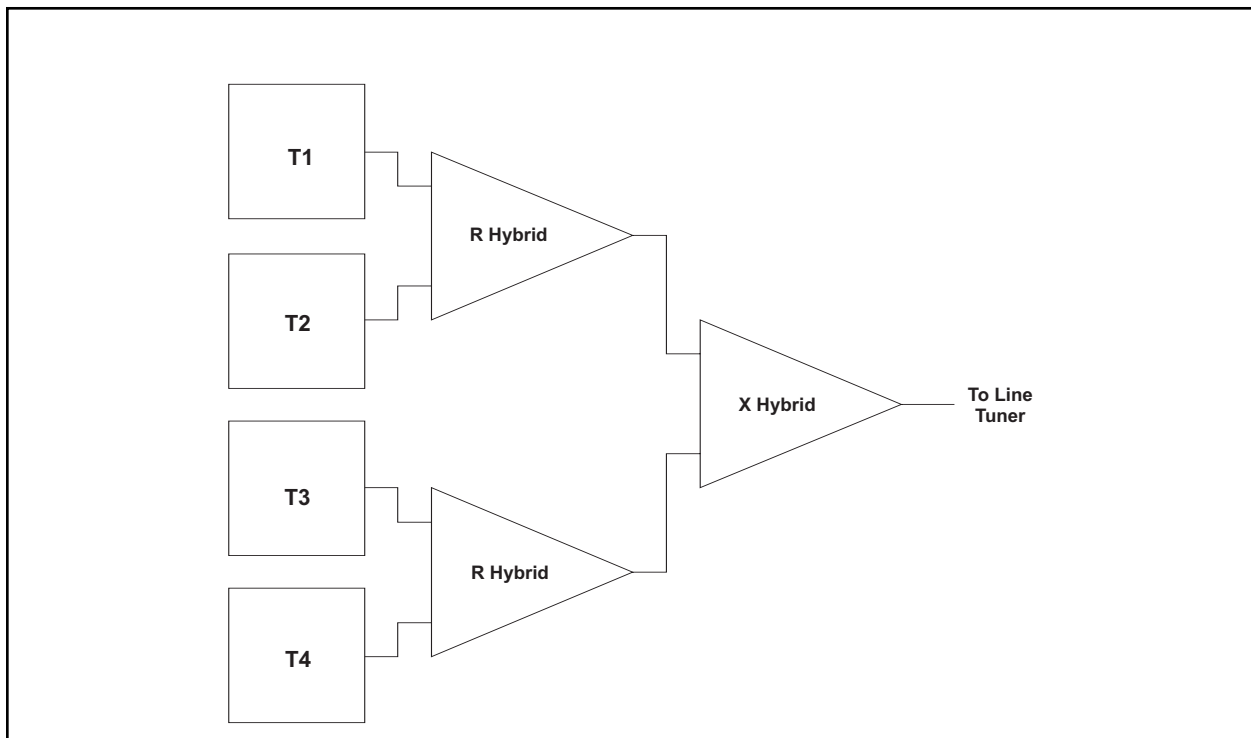 T1
R Hybrid
T2
X Hybrid
To Line
Tuner
T3
R Hybrid
T4